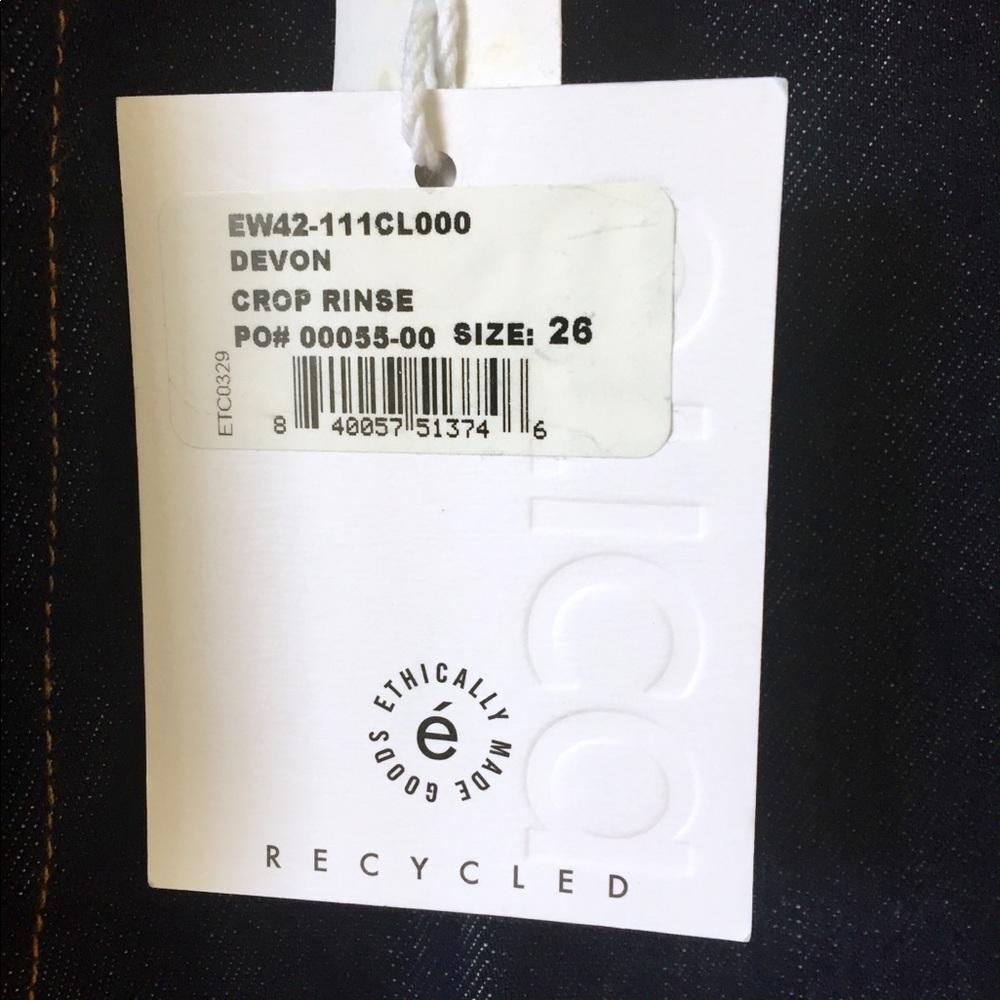 EW42-111CL000
DEVON
CROP RINSE
PO# 00055-00 SIZE: 26
ETC0329
8 40057 51374 6
ETHICALLY MADE GOODS
é
RECYCLED